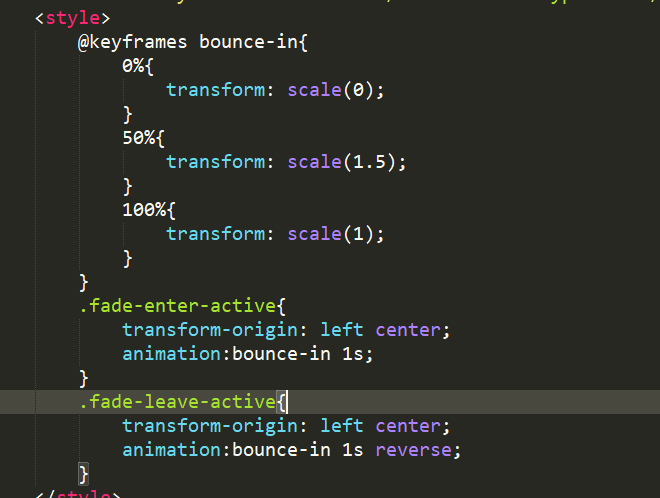 <style>
@keyframes bounce-in{
0%{
transform: scale(0);
}
50%{
transform: scale(1.5);
}
100%{
transform: scale(1);
}
}
.fade-enter-active{
transform-origin: left center;
animation:bounce-in 1s;
}
.fade-leave-active{
transform-origin: left center;
animation:bounce-in 1s reverse;
}
</style>